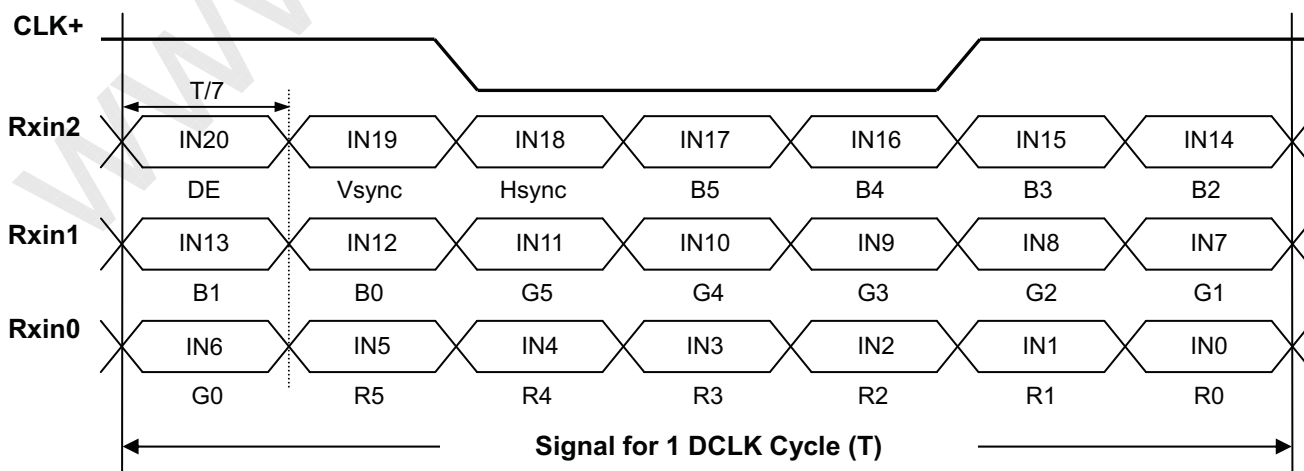 CLK+
T/7
Rxin2 IN20 IN19 IN18 IN17 IN16 IN15 IN14
DE Vsync Hsync B5 B4 B3 B2
Rxin1 IN13 IN12 IN11 IN10 IN9 IN8 IN7
B1 B0 G5 G4 G3 G2 G1
Rxin0 IN6 IN5 IN4 IN3 IN2 IN1 IN0
G0 R5 R4 R3 R2 R1 R0
Signal for 1 DCLK Cycle (T)